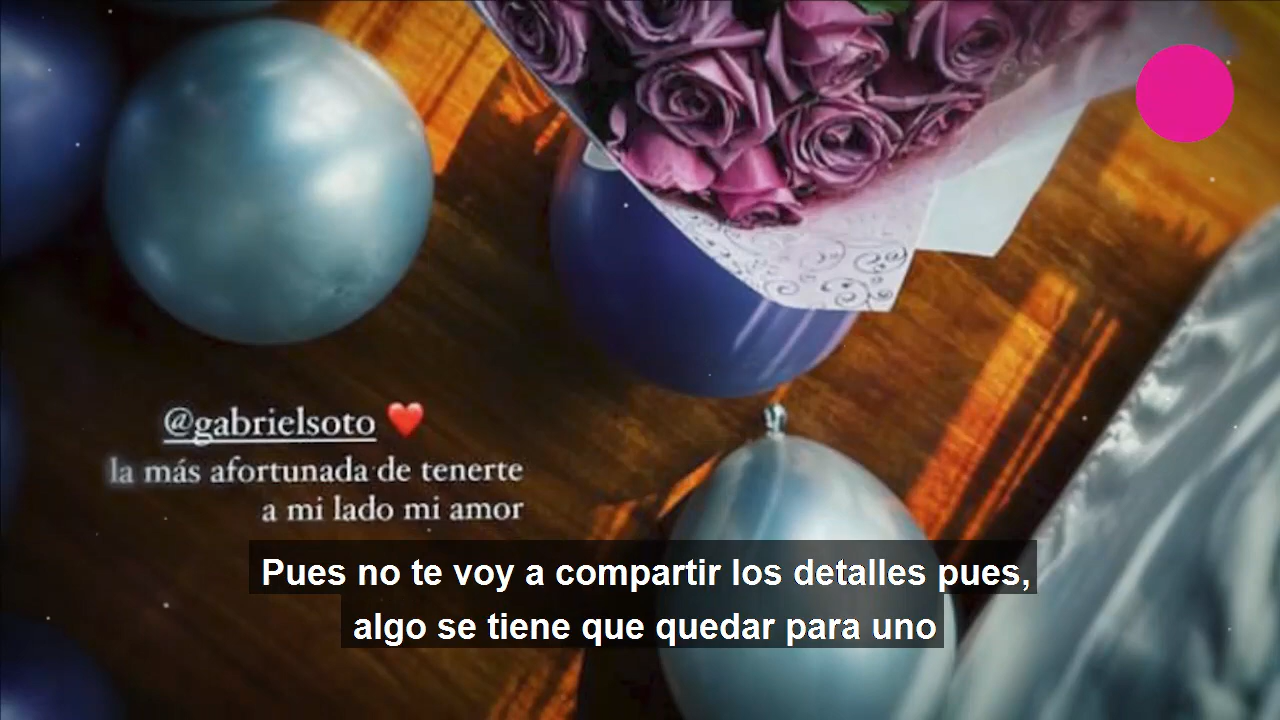 @gabrielsoto ❤️
la más afortunada de tenerte
a mi lado mi amor
Pues no te voy a compartir los detalles pues,
algo se tiene que quedar para uno